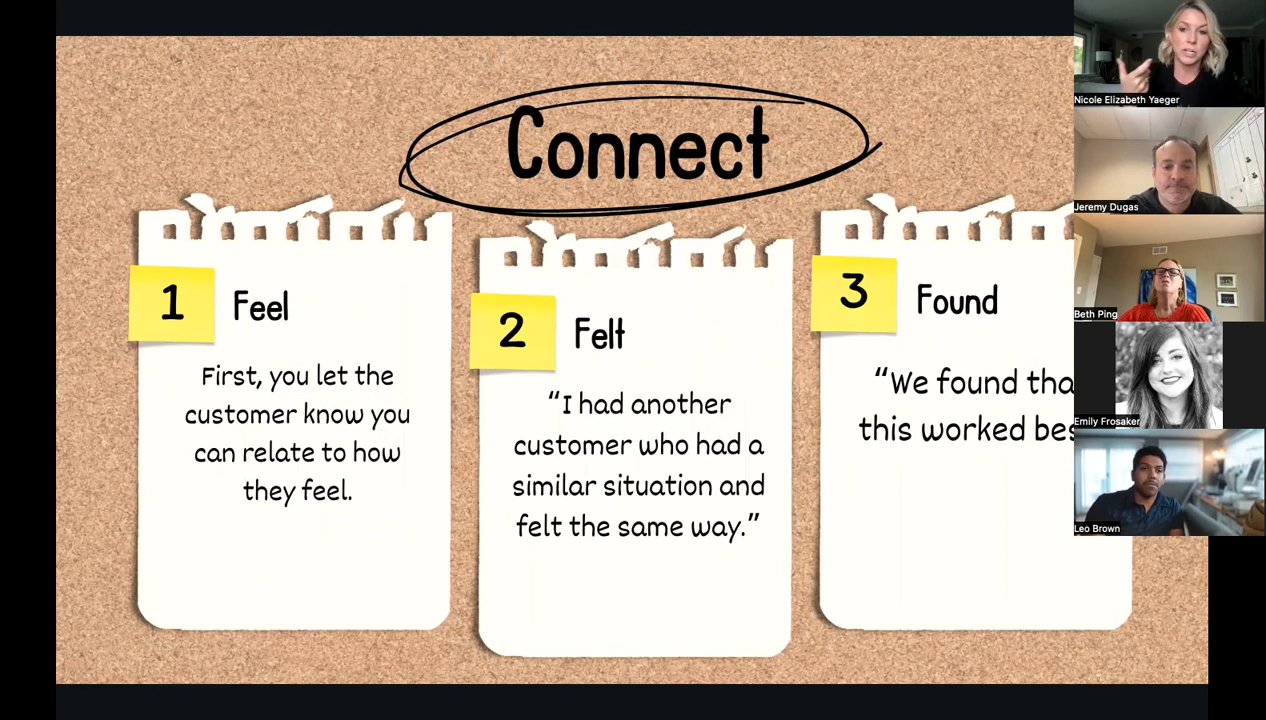 Connect
1
Feel
First, you let the
customer know you
can relate to how
they feel.
2
Felt
“I had another
customer who had a
similar situation and
felt the same way.”
3
Found
“We found tha
this worked bes
Nicole Elizabeth Yaeger
Jeremy Dugas
Beth Ping
Emily Frosaker
Leo Brown